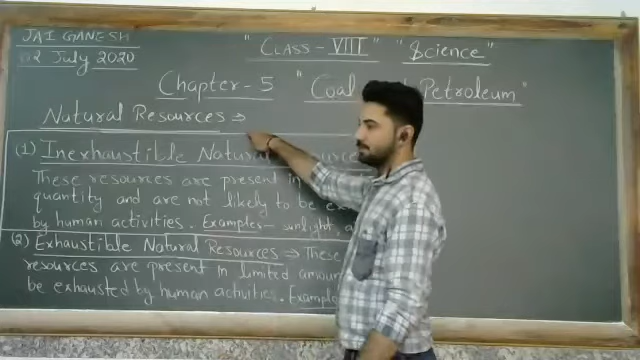 JAI GANESH
02 July 2020
"CLASS - VIII" "Science"
Chapter - 5 "Coal Petroleum"
Natural Resources ⇒
(1) Inexhaustible Natural
These resources are present in
quantity and are not likely to be
by human activities. Examples - sunlight,
(2) Exhaustible Natural Resources ⇒ These
resources are present in limited
be exhausted by human activities.